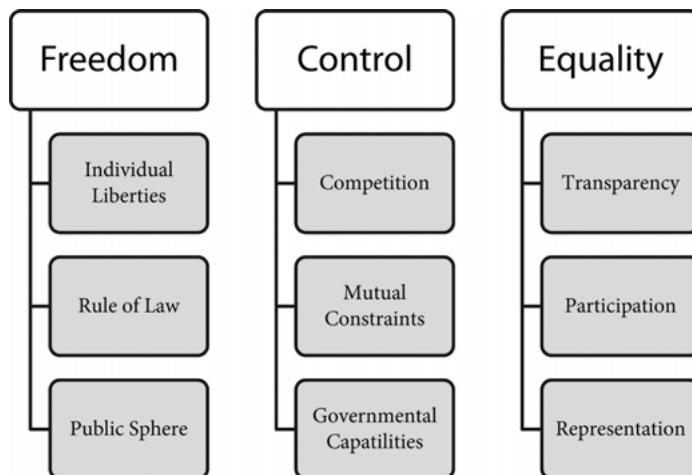 Freedom
Individual
Liberties
Rule of Law
Public Sphere
Control
Competition
Mutual
Constraints
Governmental
Capatilities
Equality
Transparency
Participation
Representation